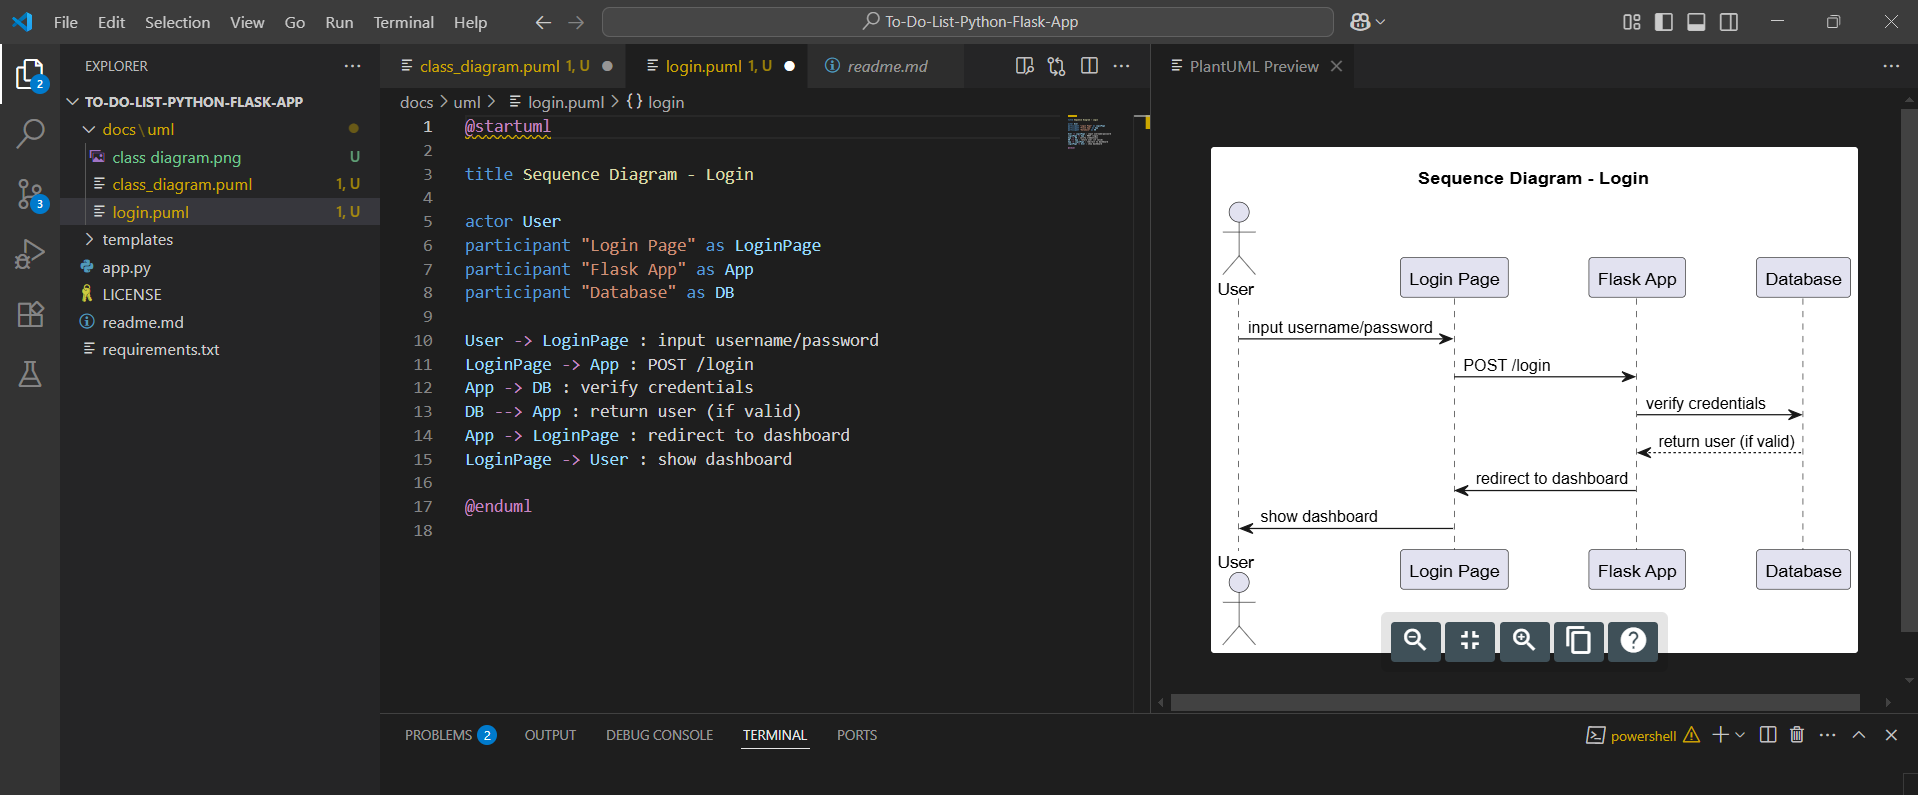 File Edit Selection View Go Run Terminal Help
To-Do-List-Python-Flask-App
EXPLORER
TO-DO-LIST-PYTHON-FLASK-APP
docs\uml
class diagram.png U
class_diagram.puml 1, U
login.puml 1, U
templates
app.py
LICENSE
readme.md
requirements.txt
2
3
class_diagram.puml 1, U
login.puml 1, U
readme.md
docs > uml > login.puml > {} login
1 @startuml
2
3 title Sequence Diagram - Login
4
5 actor User
6 participant "Login Page" as LoginPage
7 participant "Flask App" as App
8 participant "Database" as DB
9
10 User -> LoginPage : input username/password
11 LoginPage -> App : POST /login
12 App -> DB : verify credentials
13 DB --> App : return user (if valid)
14 App -> LoginPage : redirect to dashboard
15 LoginPage -> User : show dashboard
16
17 @enduml
18
PlantUML Preview
Sequence Diagram - Login
User
Login Page
Flask App
Database
input username/password
POST /login
verify credentials
return user (if valid)
redirect to dashboard
show dashboard
User
Login Page
Flask App
Database
PROBLEMS 2 OUTPUT DEBUG CONSOLE TERMINAL PORTS
powershell